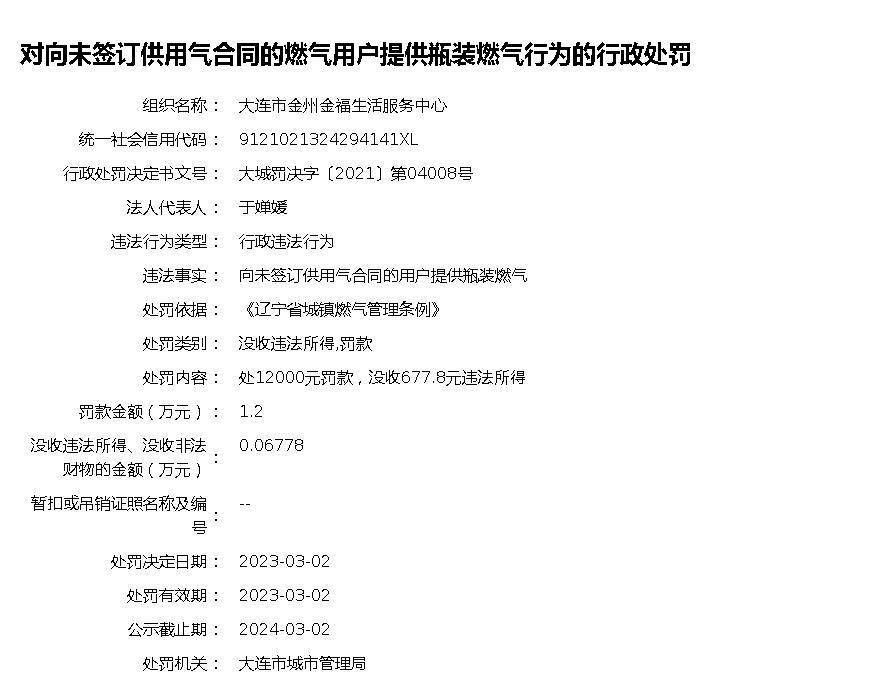 对向未签订供用气合同的燃气用户提供瓶装燃气行为的行政处罚
组织名称： 大连市金州金福生活服务中心
统一社会信用代码： 9121021324294141XL
行政处罚决定书文号： 大城罚决字〔2021〕第04008号
法人代表人： 于婵媛
违法行为类型： 行政违法行为
违法事实： 向未签订供用气合同的用户提供瓶装燃气
处罚依据： 《辽宁省城镇燃气管理条例》
处罚类别： 没收违法所得,罚款
处罚内容： 处12000元罚款，没收677.8元违法所得
罚款金额（万元）： 1.2
没收违法所得、没收非法
财物的金额（万元）： 0.06778
暂扣或吊销证照名称及编
号： --
处罚决定日期： 2023-03-02
处罚有效期： 2023-03-02
公示截止期： 2024-03-02
处罚机关： 大连市城市管理局